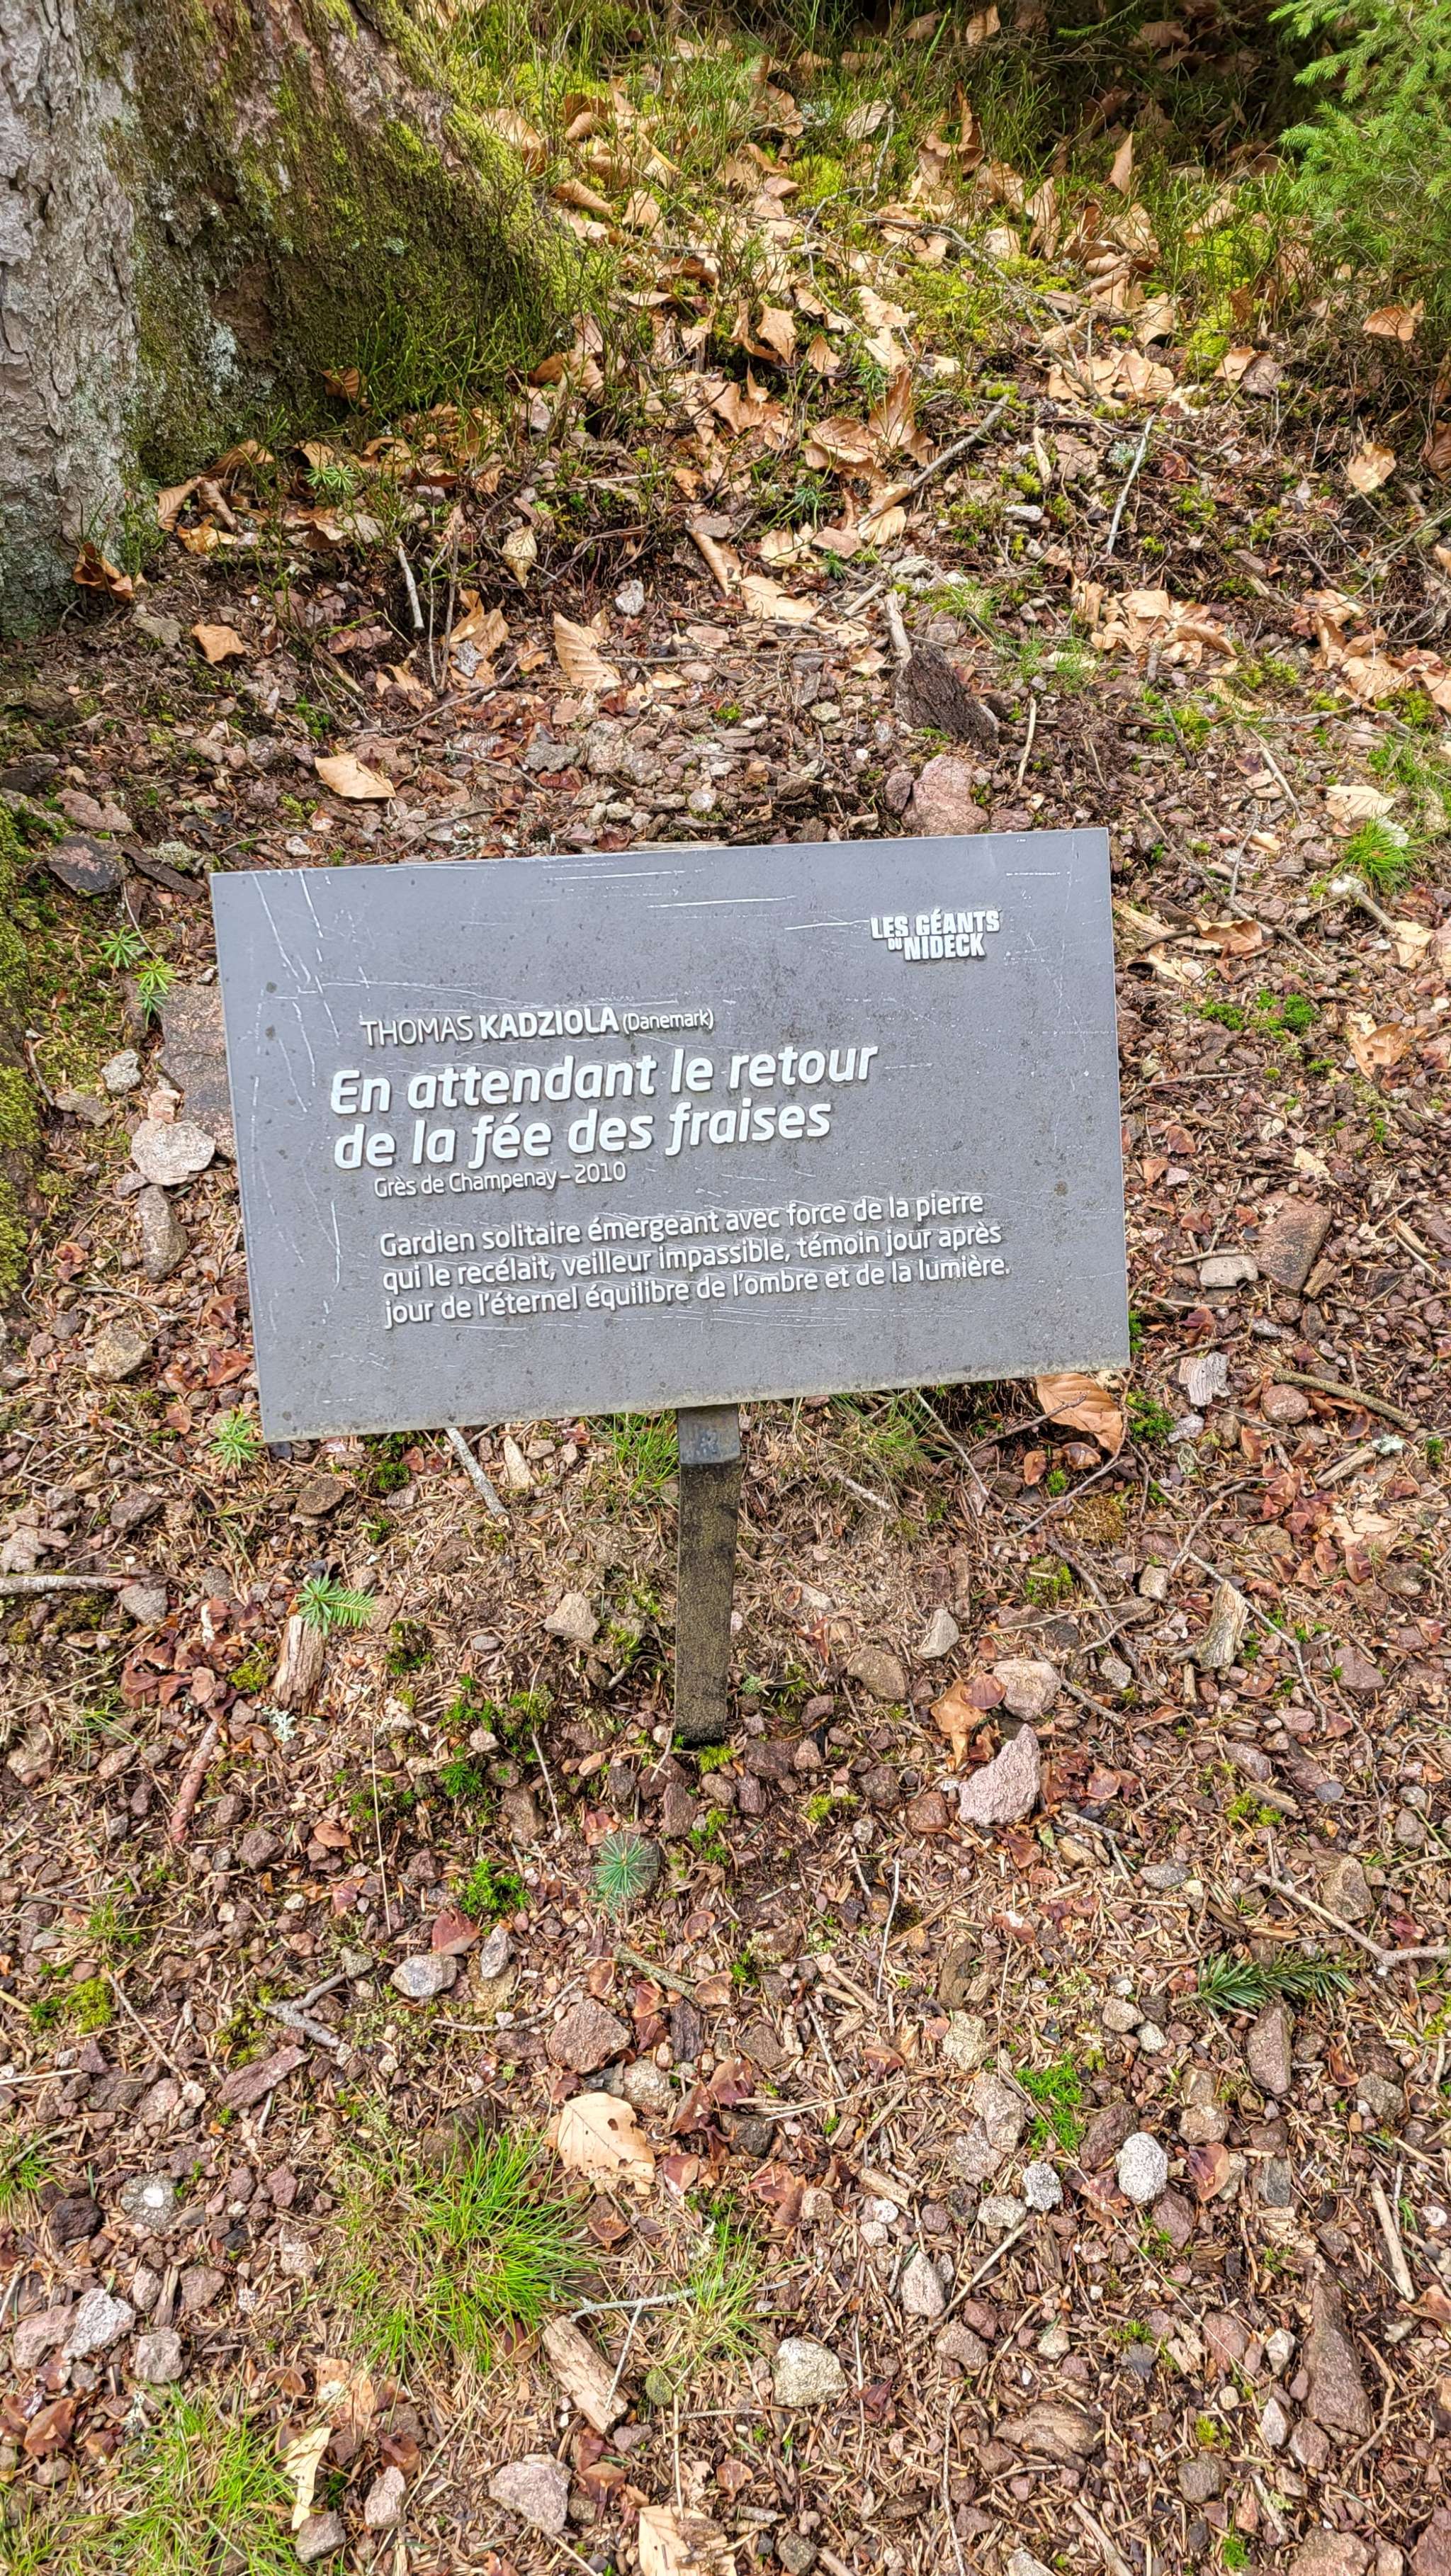 LES GÉANTS
DU NIDECK
THOMAS KADZIOLA (Danemark)
En attendant le retour
de la fée des fraises
Grès de Champenay – 2010
Gardien solitaire émergeant avec force de la pierre
qui le recélait, veilleur impassible, témoin jour après
jour de l'éternel équilibre de l'ombre et de la lumière.